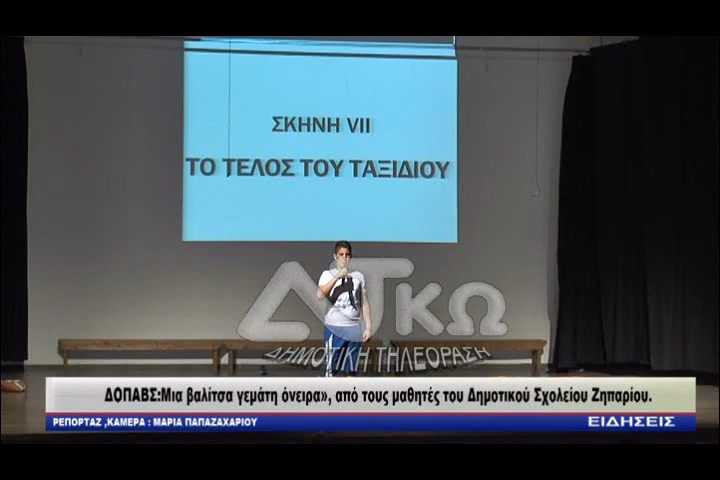 ΣΚΗΝΗ VII
ΤΟ ΤΕΛΟΣ ΤΟΥ ΤΑΞΙΔΙΟΥ
ΔΤΚΩ
ΔΗΜΟΤΙΚΗ ΤΗΛΕΟΡΑΣΗ
ΔΟΠΑΒΣ:Μια βαλίτσα γεμάτη όνειρα», από τους μαθητές του Δημοτικού Σχολείου Ζηπαρίου.
ΡΕΠΟΡΤΑΖ ,ΚΑΜΕΡΑ : ΜΑΡΙΑ ΠΑΠΑΖΑΧΑΡΙΟΥ
ΕΙΔΗΣΕΙΣ